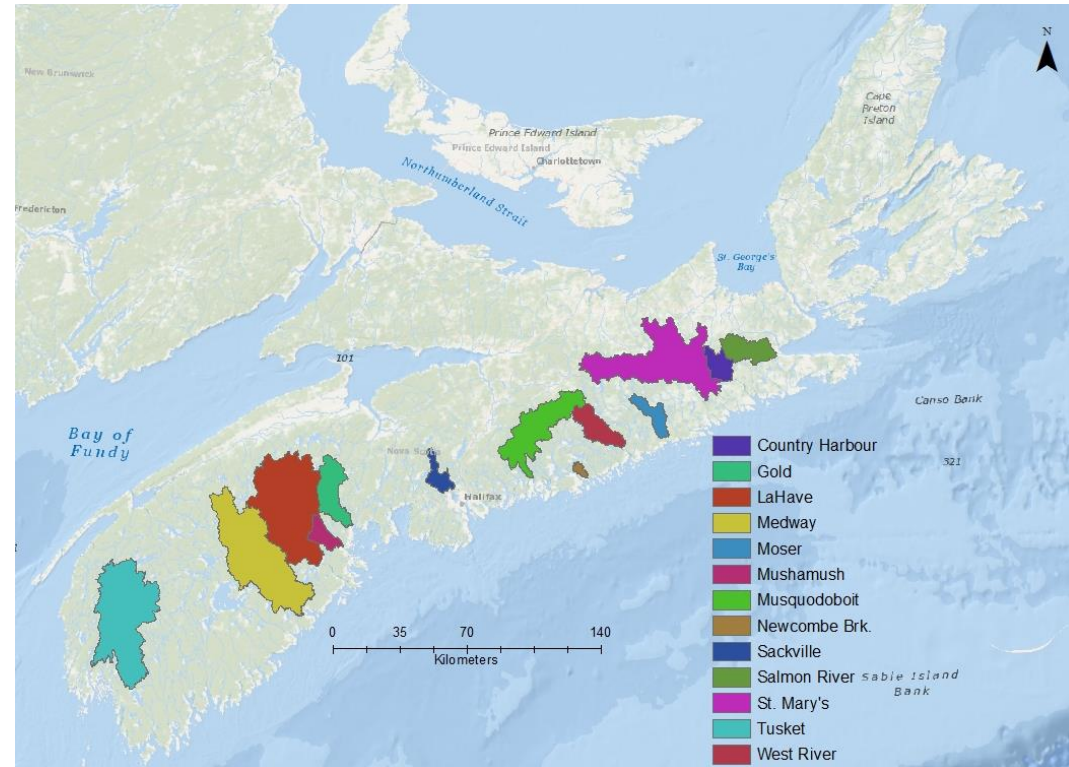 N
New Brunswick
Cape
Breton
Island
Prince Edward Island
Prince Edward Island
Charlottetown
Northumberland Strait
Fredericton
St. George's
Bay
101
Canso Bank
Bay of
Fundy
321
Nova Scotia
Halifax
0 35 70 140
Kilometers
Country Harbour
Gold
LaHave
Medway
Moser
Mushamush
Musquodoboit
Newcombe Brk.
Sackville
Salmon River
Sable Island
Bank
St. Mary's
Tusket
West River